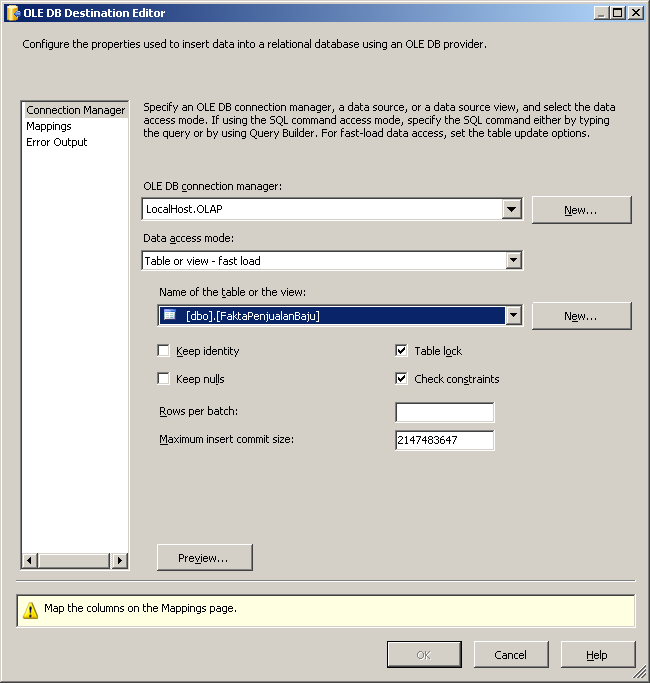 OLE DB Destination Editor
Configure the properties used to insert data into a relational database using an OLE DB provider.
Connection Manager
Mappings
Error Output
Specify an OLE DB connection manager, a data source, or a data source view, and select the data
access mode. If using the SQL command access mode, specify the SQL command either by typing
the query or by using Query Builder. For fast-load data access, set the table update options.
OLE DB connection manager:
LocalHost.OLAP
New...
Data access mode:
Table or view - fast load
Name of the table or the view:
[dbo].[FaktaPenjualanBaju]
New...
Keep identity
Table lock
Keep nulls
Check constraints
Rows per batch:
Maximum insert commit size:
2147483647
Preview...
Map the columns on the Mappings page.
OK
Cancel
Help